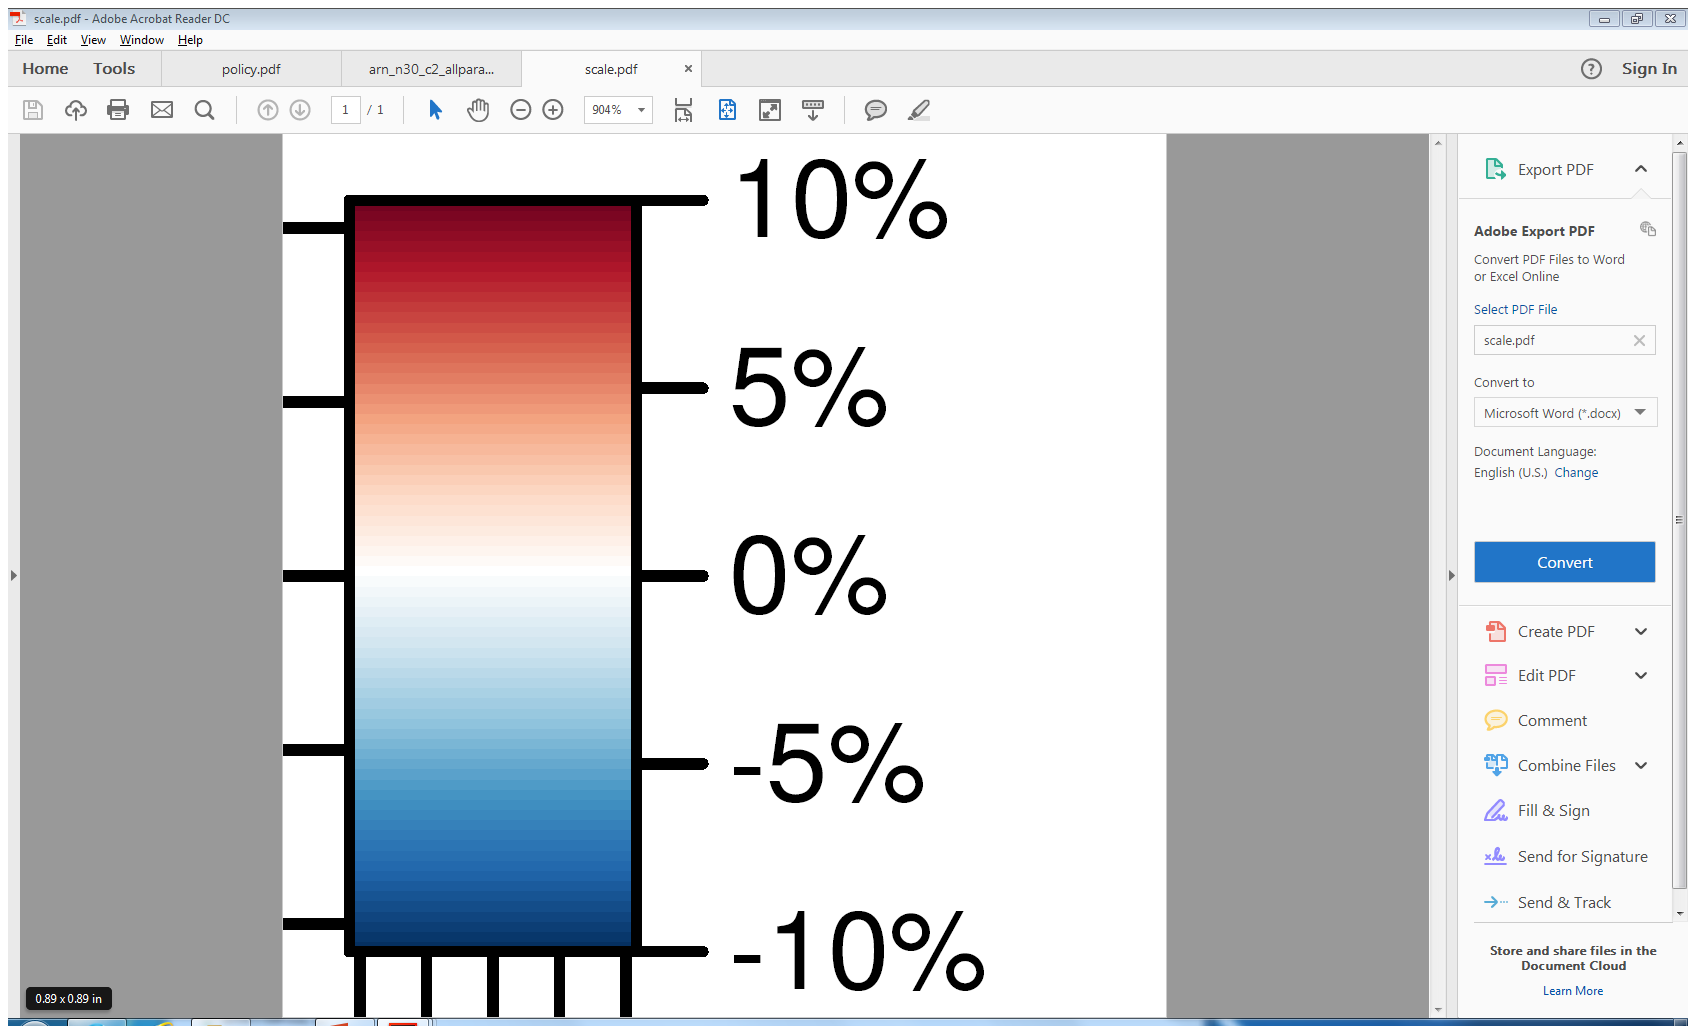 scale.pdf - Adobe Acrobat Reader DC
File Edit View Window Help
Home Tools policy.pdf arn_n30_c2_allpara... scale.pdf × ? Sign In
1 / 1 904%
10%
5%
0%
-5%
-10%
0.89 x 0.89 in
Export PDF
Adobe Export PDF
Convert PDF Files to Word
or Excel Online
Select PDF File
scale.pdf
Convert to
Microsoft Word (*.docx)
Document Language:
English (U.S.) Change
Convert
Create PDF
Edit PDF
Comment
Combine Files
Fill & Sign
Send for Signature
Send & Track
Store and share files in the
Document Cloud
Learn More